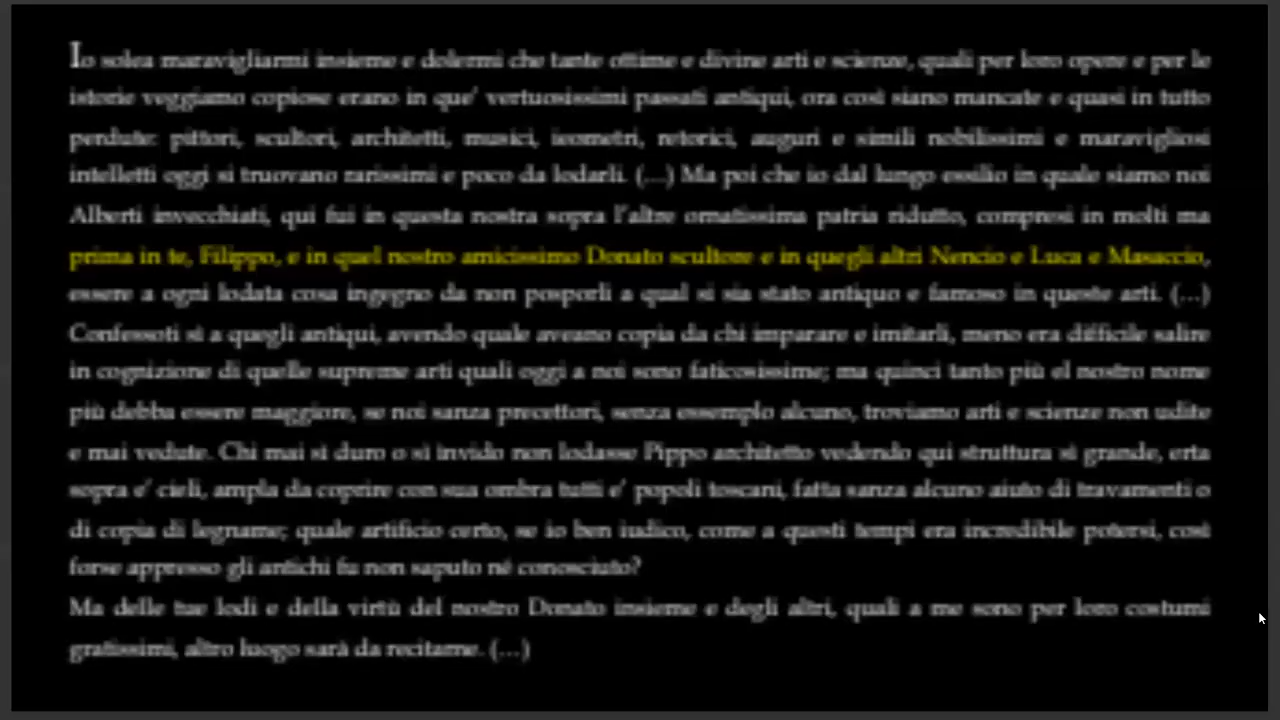 Io solea maravigliarmi insieme e dolermi che tante ottime e divine arti e scienze, quali per loro opere e per le
istorie veggiamo copiose erano in que' vertuosissimi passati antiqui, ora così siano mancate e quasi in tutto
perdute: pittori, scultori, architetti, musici, ieometri, retorici, auguri e simili nobilissimi e maravigliosi
intelletti oggi si truovano rarissimi e poco da lodarli. (…) Ma poi che io dal lungo essilio in quale siamo noi
Alberti invecchiati, qui fui in questa nostra sopra l'altre ornatissima patria ridutto, compresi in molti ma
prima in te, Filippo, e in quel nostro amicissimo Donato scultore e in quegli altri Nencio e Luca e Masaccio,
essere a ogni lodata cosa ingegno da non posporli a qual si sia stato antiquo e famoso in queste arti. (…)
Confessoti sì a quegli antiqui, avendo quale aveano copia da chi imparare e imitarli, meno era difficile salire
in cognizione di quelle supreme arti quali oggi a noi sono faticosissime; ma quinci tanto più el nostro nome
più debba essere maggiore, se noi sanza precettori, senza essemplo alcuno, troviamo arti e scienze non udite
e mai vedute. Chi mai sì duro o sì invido non lodasse Pippo architetto vedendo qui struttura sì grande, erta
sopra e' cieli, ampla da coprire con sua ombra tutti e' popoli toscani, fatta sanza alcuno aiuto di travamenti o
di copia di legname; quale artificio certo, se io ben iudico, come a questi tempi era incredibile potersi, così
forse appresso gli antichi fu non saputo né conosciuto?
Ma delle tue lodi e della virtù del nostro Donato insieme e degli altri, quali a me sono per loro costumi
gratissimi, altro luogo sarà da recitarne. (…)